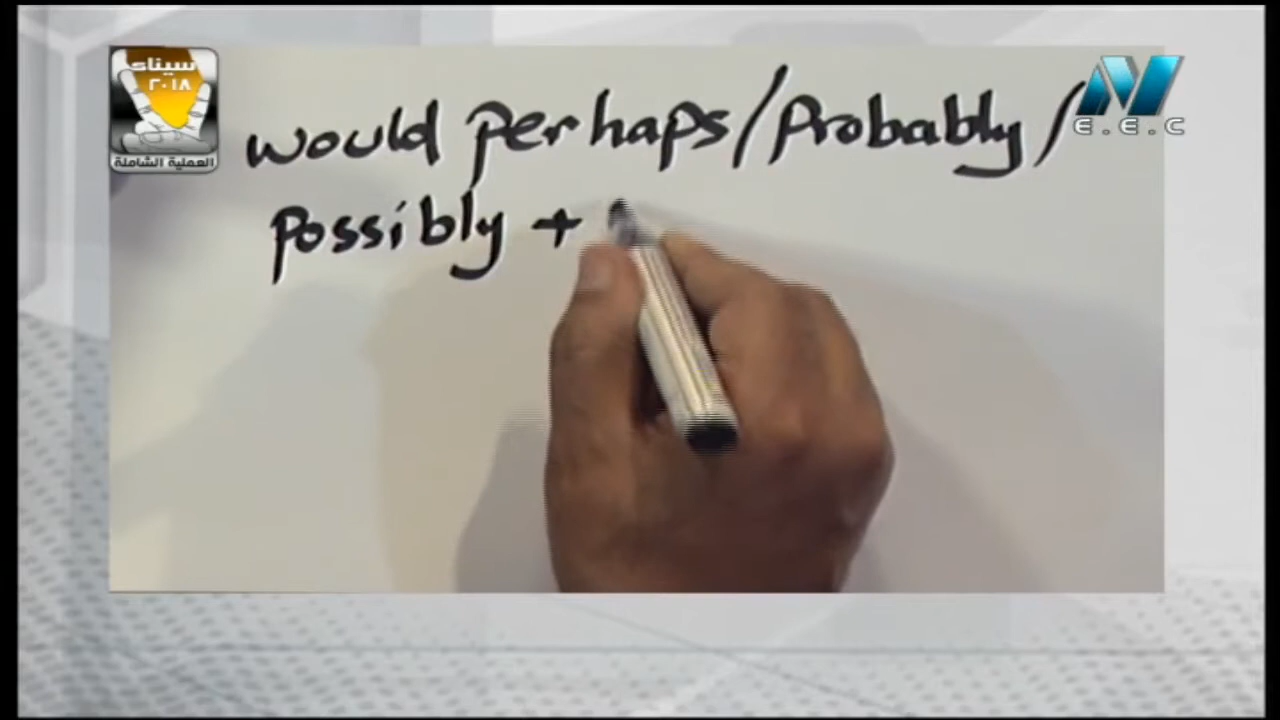 سيناء
٢٠١٨
العملية الشاملة
E.E.C
would perhaps/Probably/
Possibly +